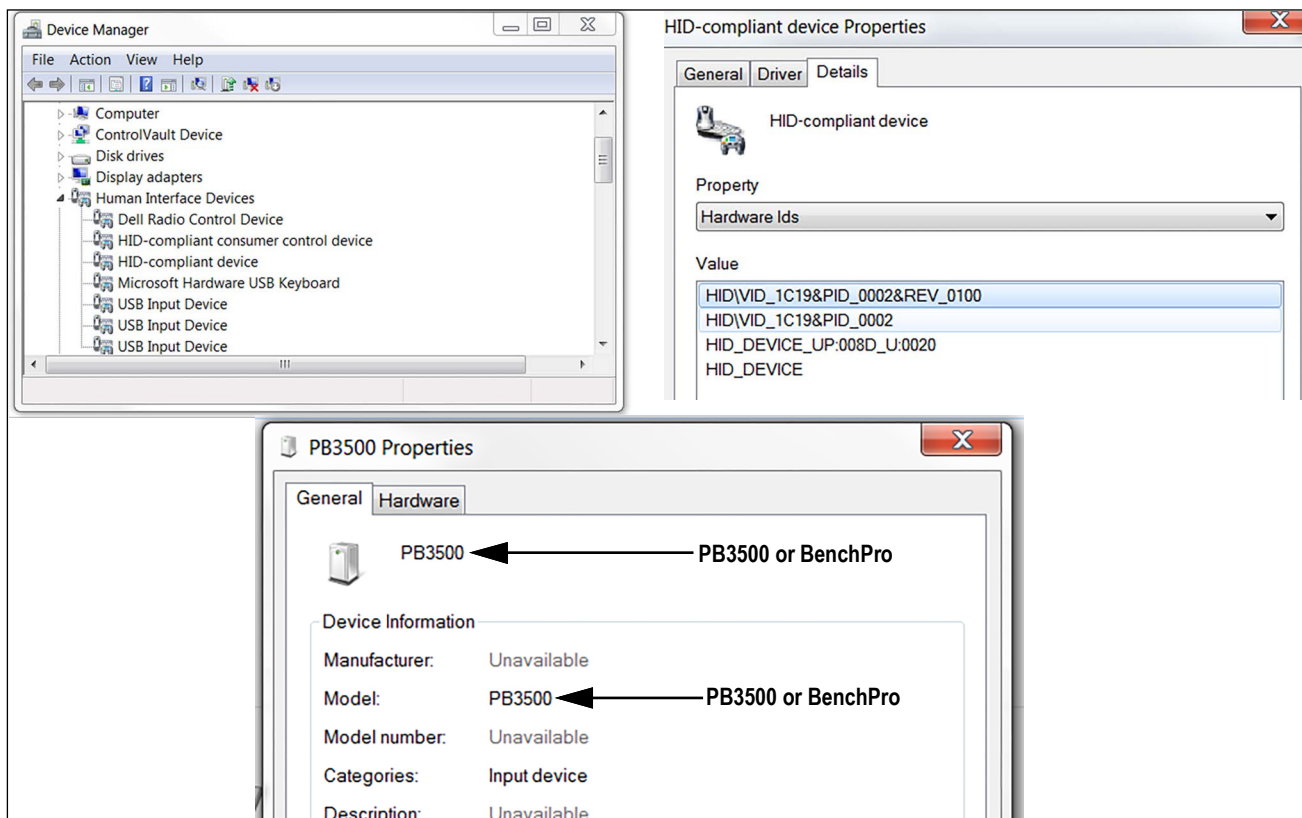 Device Manager
File Action View Help
Computer
ControlVault Device
Disk drives
Display adapters
Human Interface Devices
Dell Radio Control Device
HID-compliant consumer control device
HID-compliant device
Microsoft Hardware USB Keyboard
USB Input Device
USB Input Device
USB Input Device
HID-compliant device Properties
General Driver Details
HID-compliant device
Property
Hardware Ids
Value
HID\VID_1C19&PID_0002&REV_0100
HID\VID_1C19&PID_0002
HID_DEVICE_UP:008D_U:0020
HID_DEVICE
PB3500 Properties
General Hardware
PB3500 PB3500 or BenchPro
Device Information
Manufacturer: Unavailable
Model: PB3500 PB3500 or BenchPro
Model number: Unavailable
Categories: Input device
Description: Unavailable